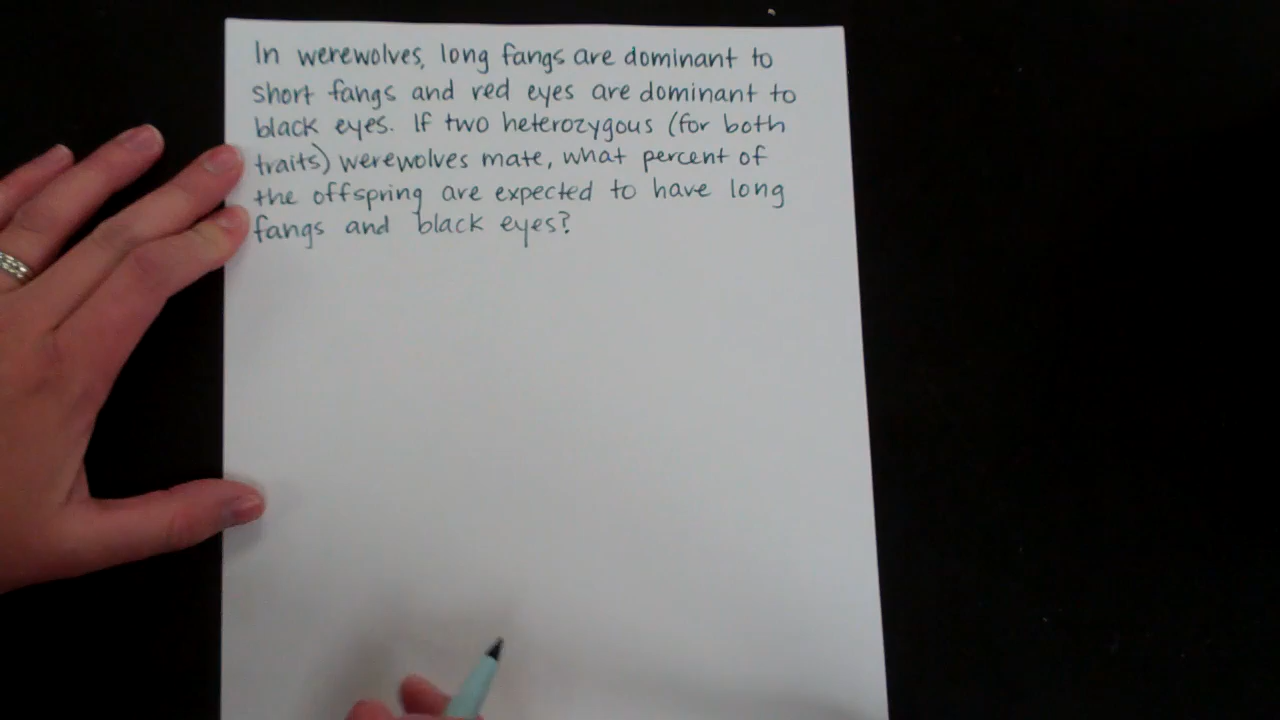 In werewolves, long fangs are dominant to
short fangs and red eyes are dominant to
black eyes. If two heterozygous (for both
traits) werewolves mate, what percent of
the offspring are expected to have long
fangs and black eyes?